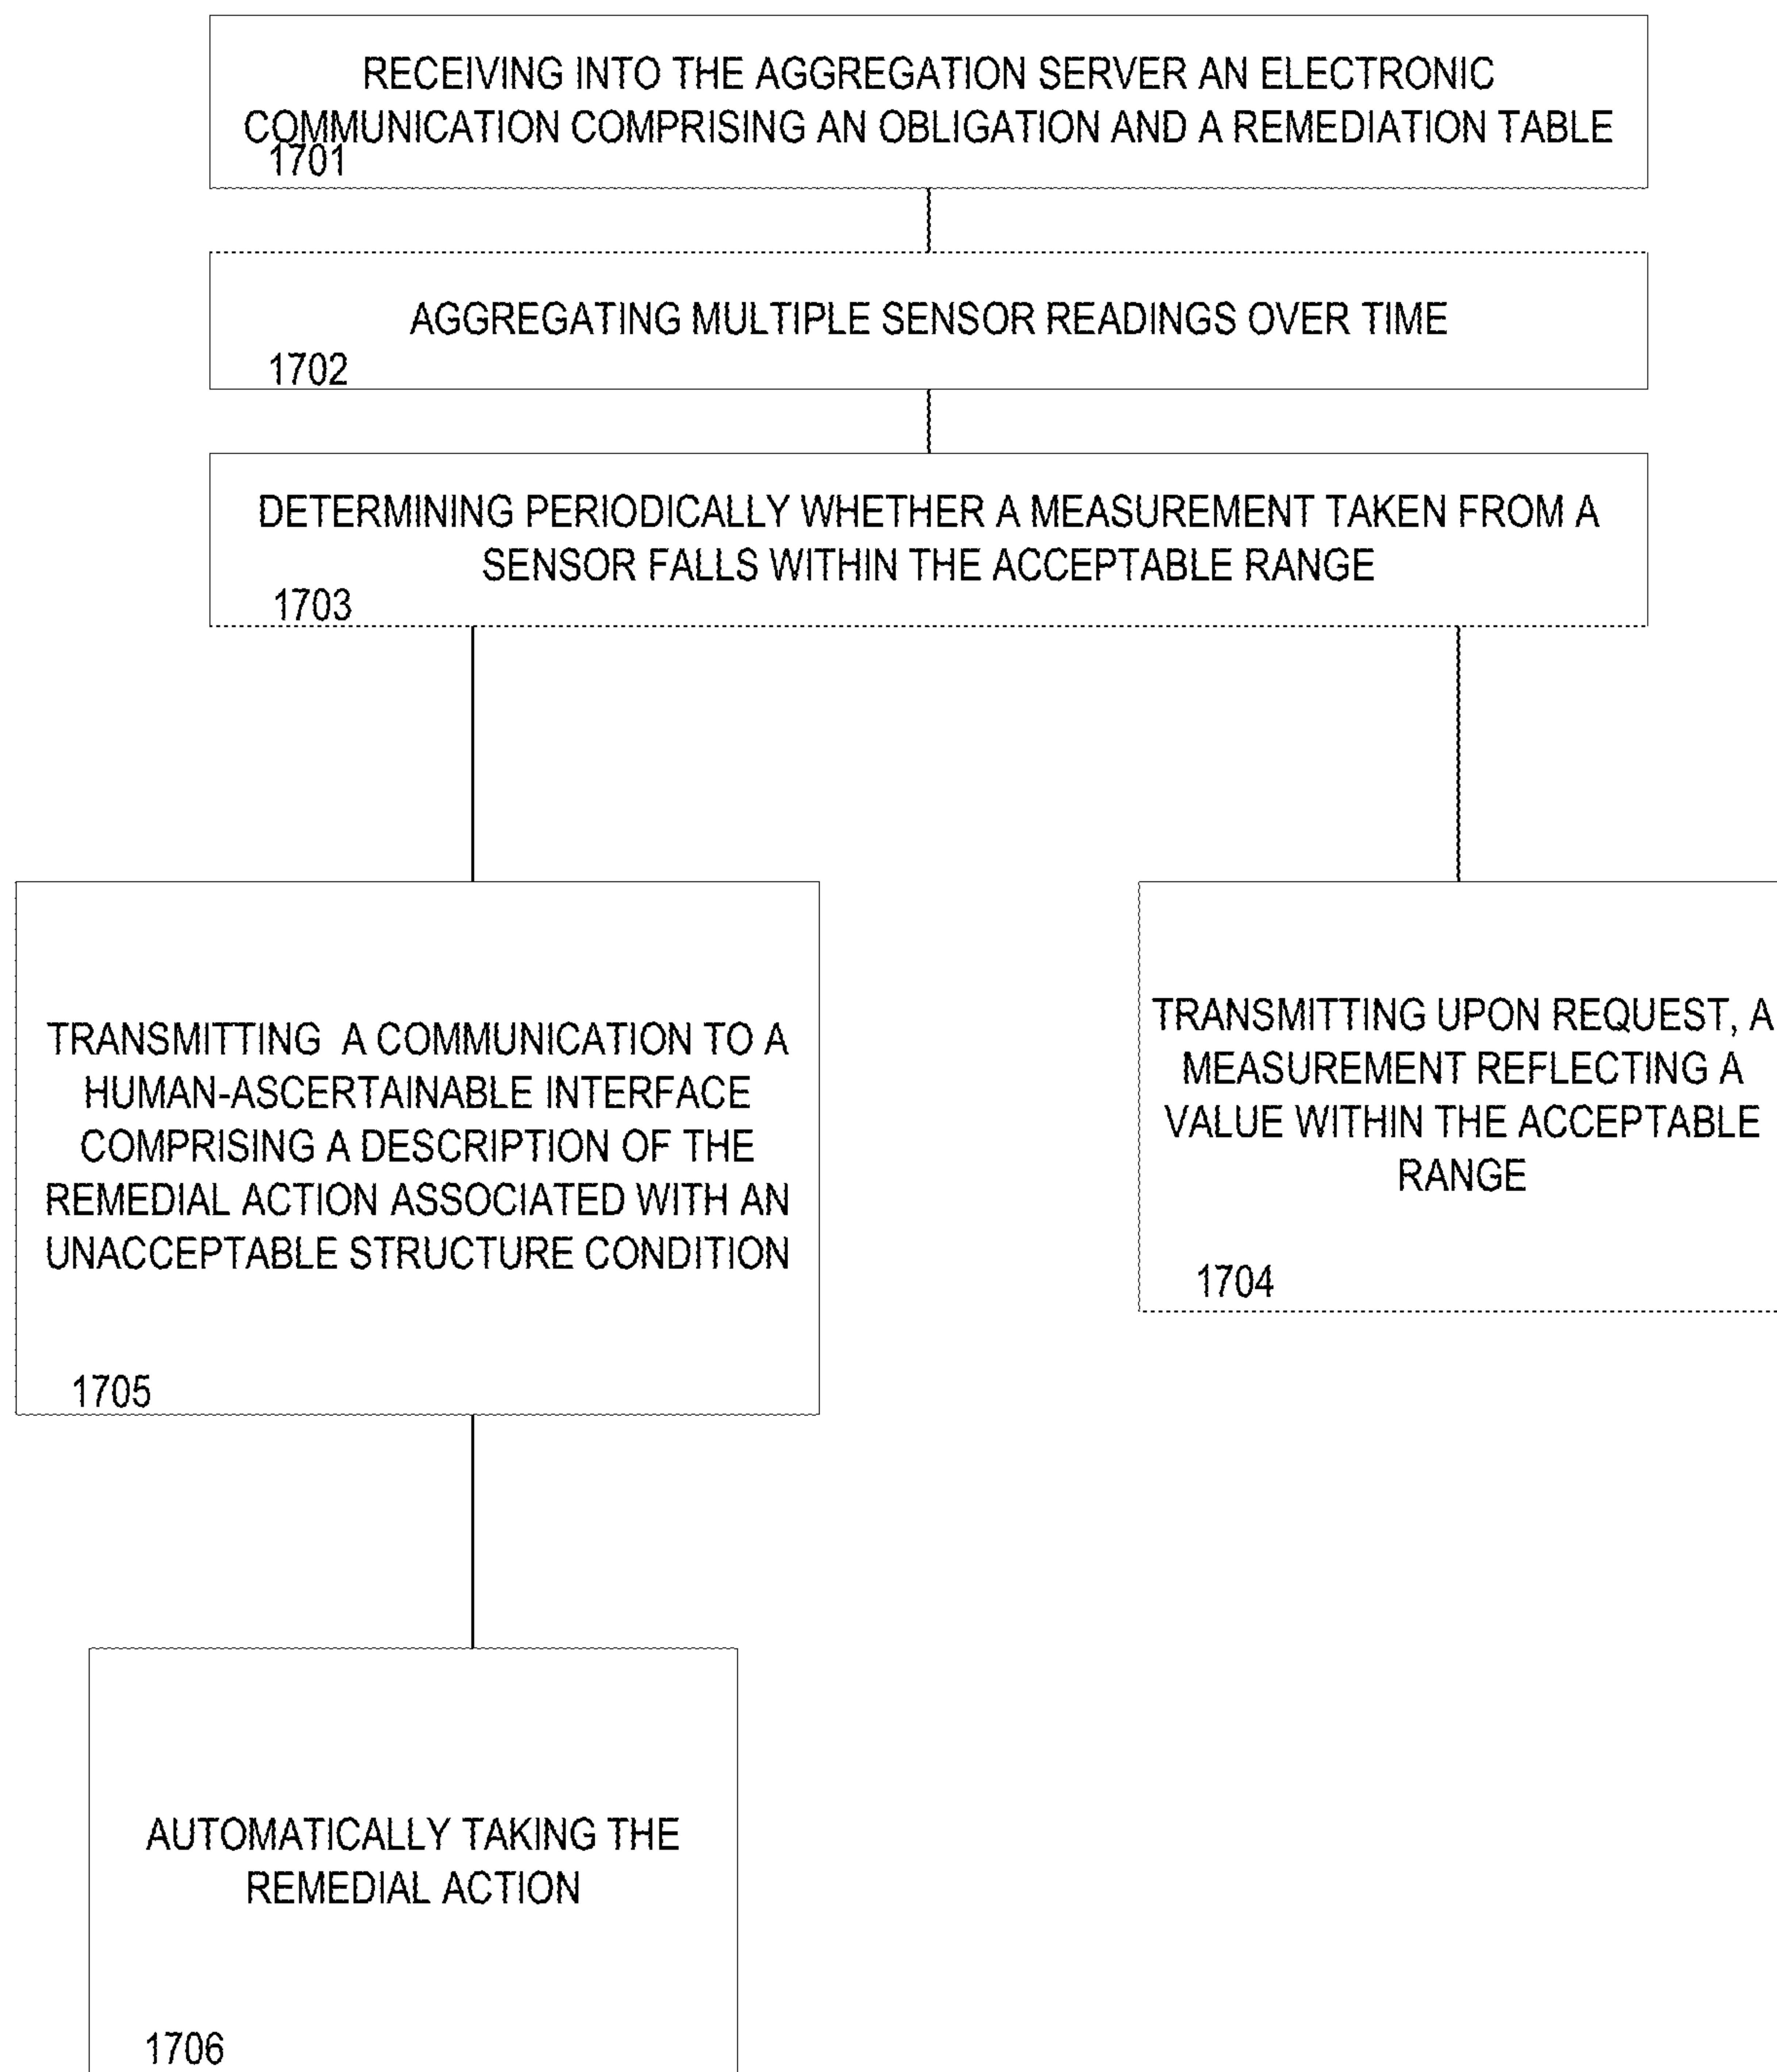 RECEIVING INTO THE AGGREGATION SERVER AN ELECTRONIC
COMMUNICATION COMPRISING AN OBLIGATION AND A REMEDIATION TABLE
1701
AGGREGATING MULTIPLE SENSOR READINGS OVER TIME
1702
DETERMINING PERIODICALLY WHETHER A MEASUREMENT TAKEN FROM A
SENSOR FALLS WITHIN THE ACCEPTABLE RANGE
1703
TRANSMITTING A COMMUNICATION TO A
HUMAN-ASCERTAINABLE INTERFACE
COMPRISING A DESCRIPTION OF THE
REMEDIAL ACTION ASSOCIATED WITH AN
UNACCEPTABLE STRUCTURE CONDITION
1705
TRANSMITTING UPON REQUEST, A
MEASUREMENT REFLECTING A
VALUE WITHIN THE ACCEPTABLE
RANGE
1704
AUTOMATICALLY TAKING THE
REMEDIAL ACTION
1706